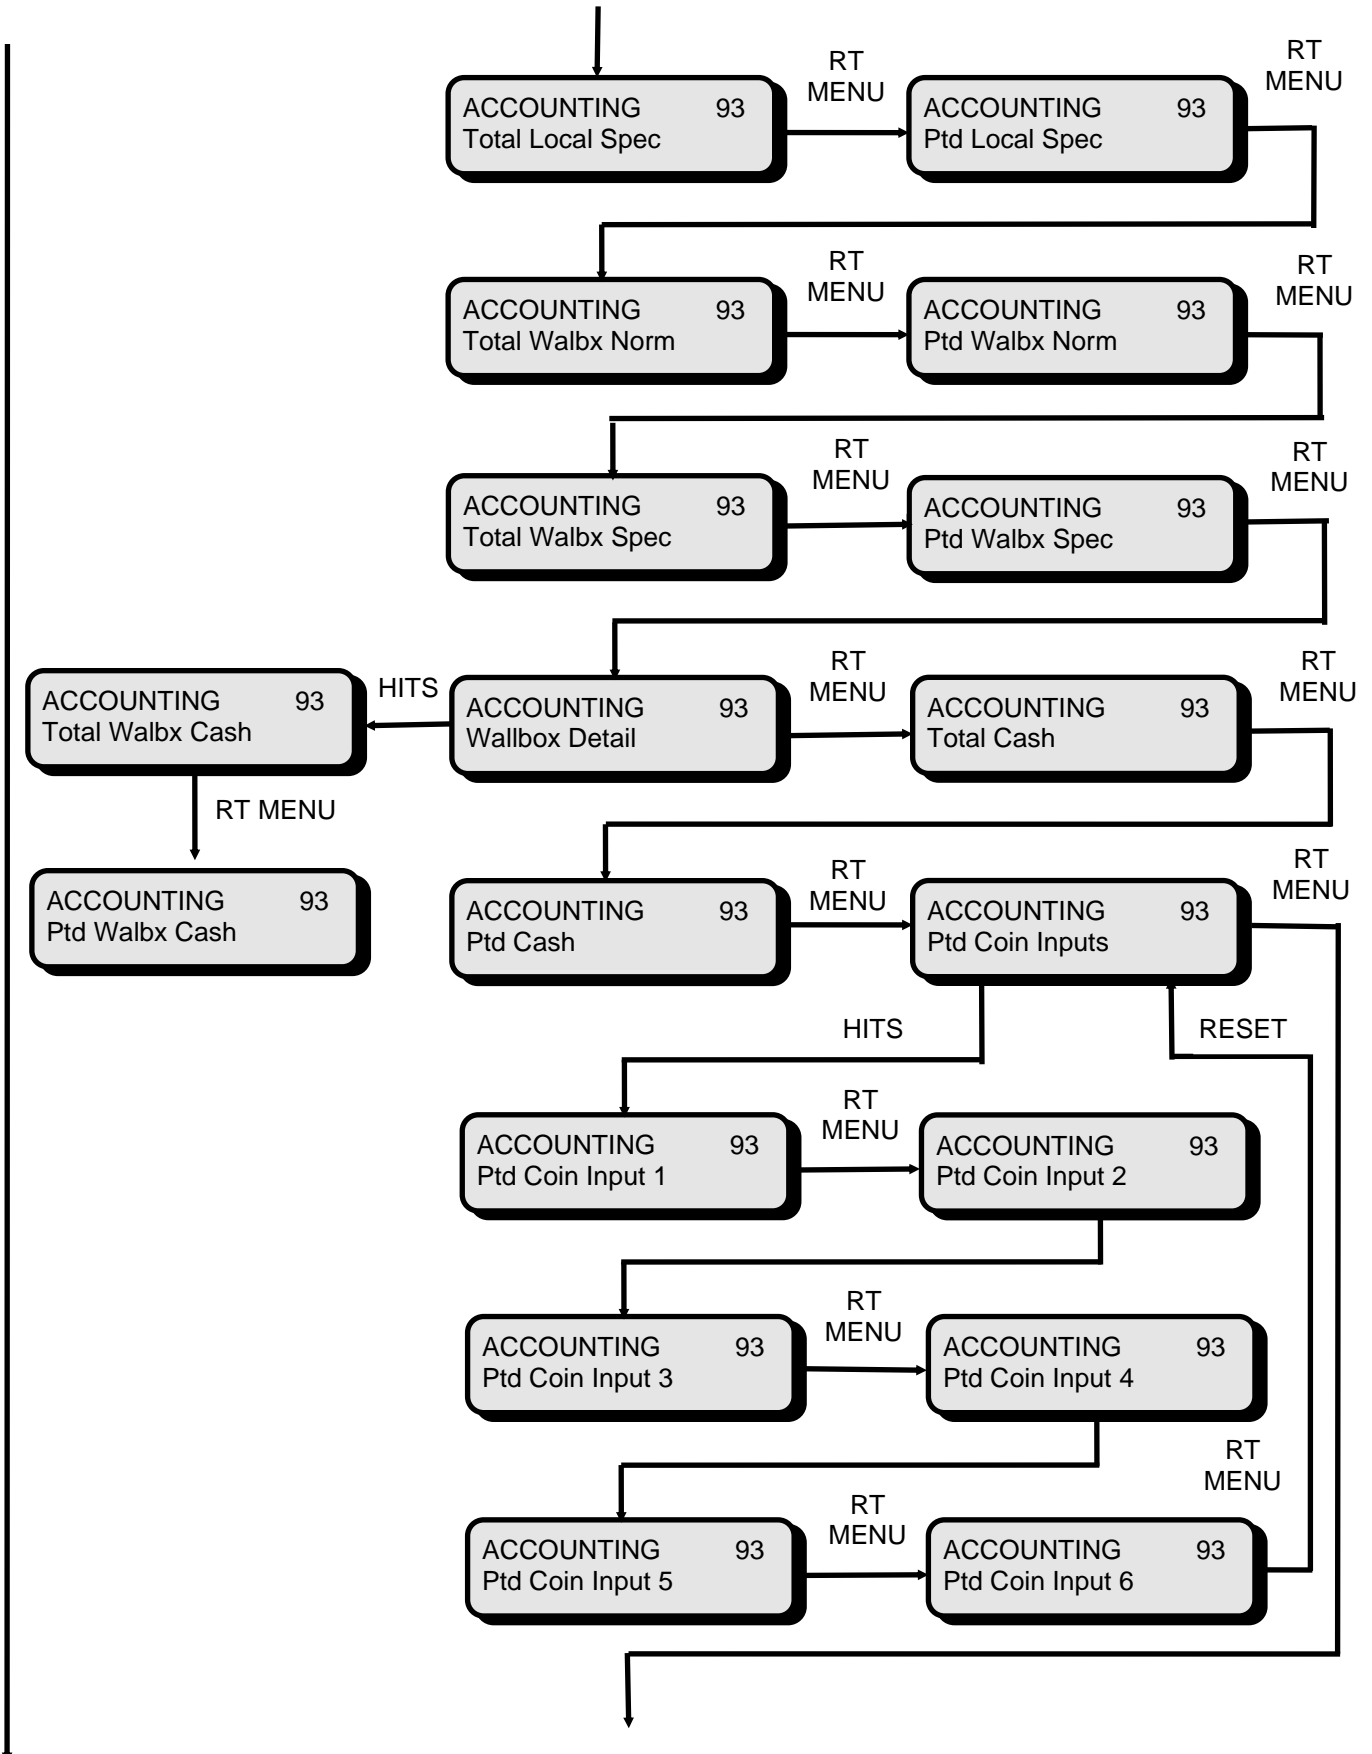 RT
MENU
RT
MENU
ACCOUNTING 93
Total Local Spec
ACCOUNTING 93
Ptd Local Spec
RT
MENU
RT
MENU
ACCOUNTING 93
Total Walbx Norm
ACCOUNTING 93
Ptd Walbx Norm
RT
MENU
RT
MENU
ACCOUNTING 93
Total Walbx Spec
ACCOUNTING 93
Ptd Walbx Spec
RT
MENU
RT
MENU
ACCOUNTING 93
Total Walbx Cash
HITS
ACCOUNTING 93
Wallbox Detail
ACCOUNTING 93
Total Cash
RT MENU
RT
MENU
RT
MENU
ACCOUNTING 93
Ptd Walbx Cash
ACCOUNTING 93
Ptd Cash
ACCOUNTING 93
Ptd Coin Inputs
HITS
RESET
RT
MENU
ACCOUNTING 93
Ptd Coin Input 1
ACCOUNTING 93
Ptd Coin Input 2
RT
MENU
ACCOUNTING 93
Ptd Coin Input 3
ACCOUNTING 93
Ptd Coin Input 4
RT
MENU
RT
MENU
ACCOUNTING 93
Ptd Coin Input 5
ACCOUNTING 93
Ptd Coin Input 6